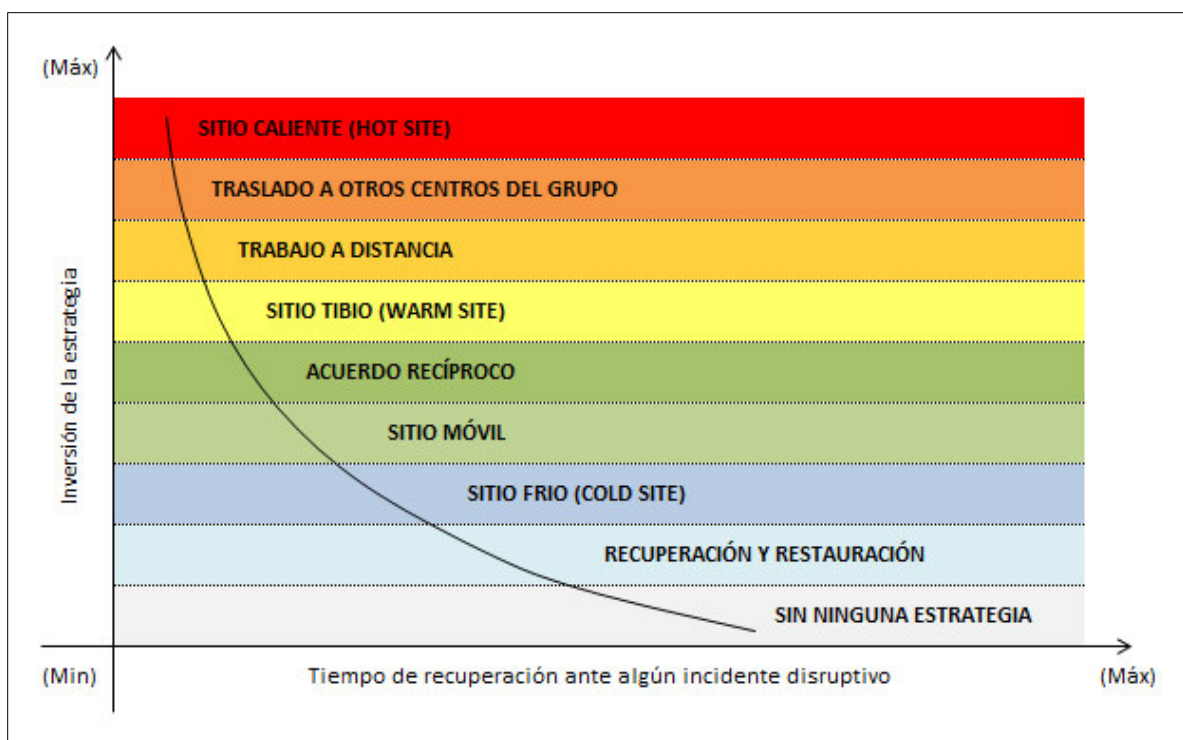 (Máx)
SITIO CALIENTE (HOT SITE)
TRASLADO A OTROS CENTROS DEL GRUPO
TRABAJO A DISTANCIA
SITIO TIBIO (WARM SITE)
ACUERDO RECÍPROCO
SITIO MÓVIL
SITIO FRIO (COLD SITE)
RECUPERACIÓN Y RESTAURACIÓN
SIN NINGUNA ESTRATEGIA
Inversión de la estrategia
(Min)
Tiempo de recuperación ante algún incidente disruptivo
(Máx)